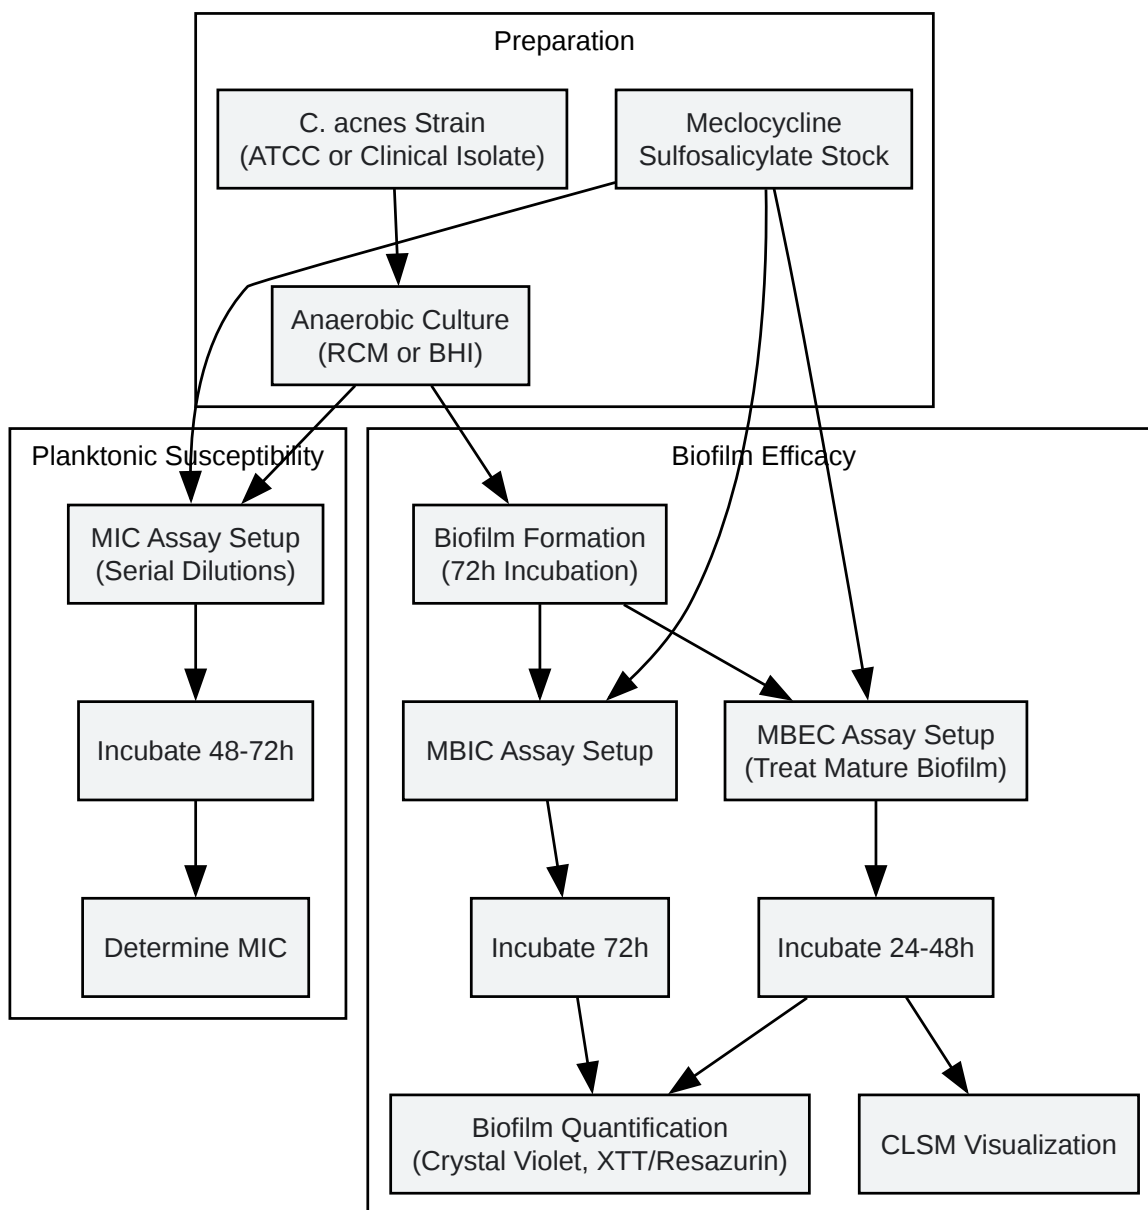 Preparation
C. acnes Strain
(ATCC or Clinical Isolate)
Meclocycline
Sulfosalicylate Stock
Anaerobic Culture
(RCM or BHI)
Planktonic Susceptibility
MIC Assay Setup
(Serial Dilutions)
Incubate 48-72h
Determine MIC
Biofilm Efficacy
Biofilm Formation
(72h Incubation)
MBIC Assay Setup
MBEC Assay Setup
(Treat Mature Biofilm)
Incubate 72h
Incubate 24-48h
Biofilm Quantification
(Crystal Violet, XTT/Resazurin)
CLSM Visualization